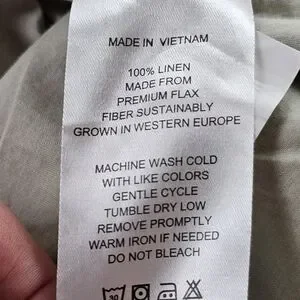 MADE IN VIETNAM
100% LINEN
MADE FROM
PREMIUM FLAX
FIBER SUSTAINABLY
GROWN IN WESTERN EUROPE
MACHINE WASH COLD
WITH LIKE COLORS
GENTLE CYCLE
TUMBLE DRY LOW
REMOVE PROMPTLY
WARM IRON IF NEEDED
DO NOT BLEACH
30